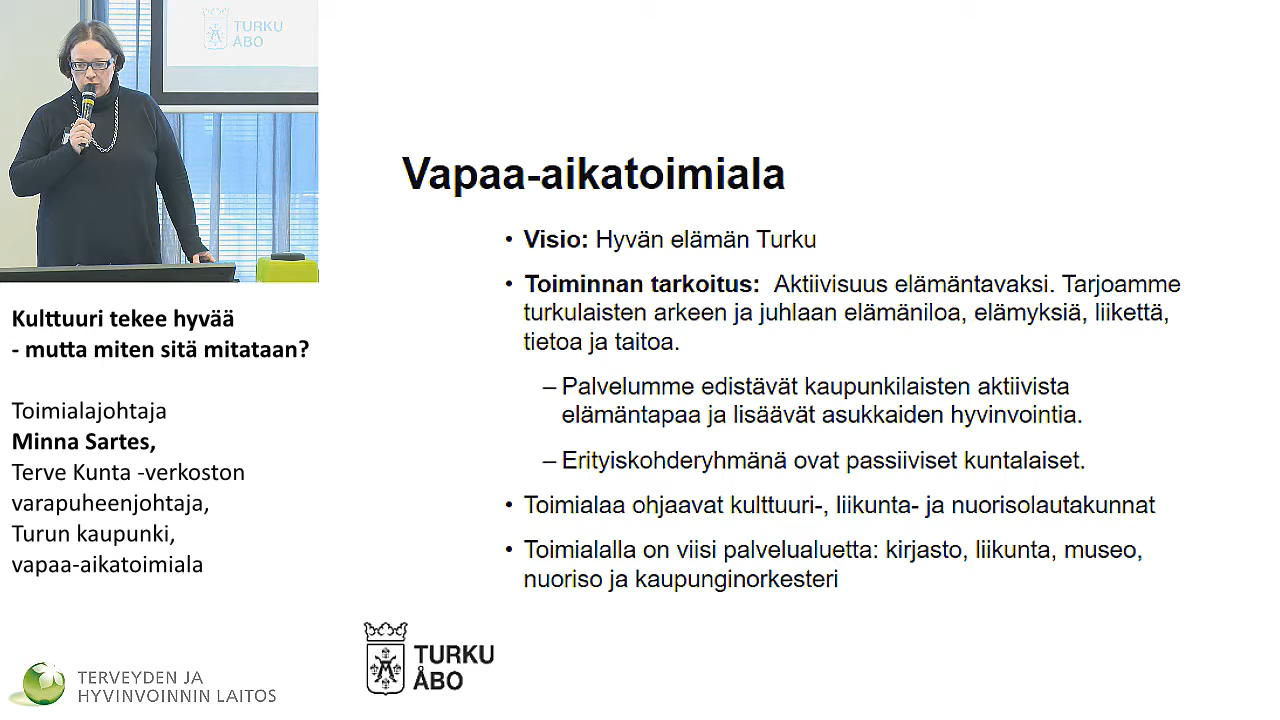 TURKU
ÅBO
Kulttuuri tekee hyvää
- mutta miten sitä mitataan?
Toimialajohtaja
Minna Sartes,
Terve Kunta -verkoston
varapuheenjohtaja,
Turun kaupunki,
vapaa-aikatoimiala
TERVEYDEN JA
HYVINVOINNIN LAITOS
Vapaa-aikatoimiala
• Visio: Hyvän elämän Turku
• Toiminnan tarkoitus: Aktiivisuus elämäntavaksi. Tarjoamme
turkulaisten arkeen ja juhlaan elämäniloa, elämyksiä, liikettä,
tietoa ja taitoa.
– Palvelumme edistävät kaupunkilaisten aktiivista
elämäntapaa ja lisäävät asukkaiden hyvinvointia.
– Erityiskohderyhmänä ovat passiiviset kuntalaiset.
• Toimialaa ohjaavat kulttuuri-, liikunta- ja nuorisolautakunnat
• Toimialalla on viisi palvelualuetta: kirjasto, liikunta, museo,
nuoriso ja kaupunginorkesteri
TURKU
ÅBO